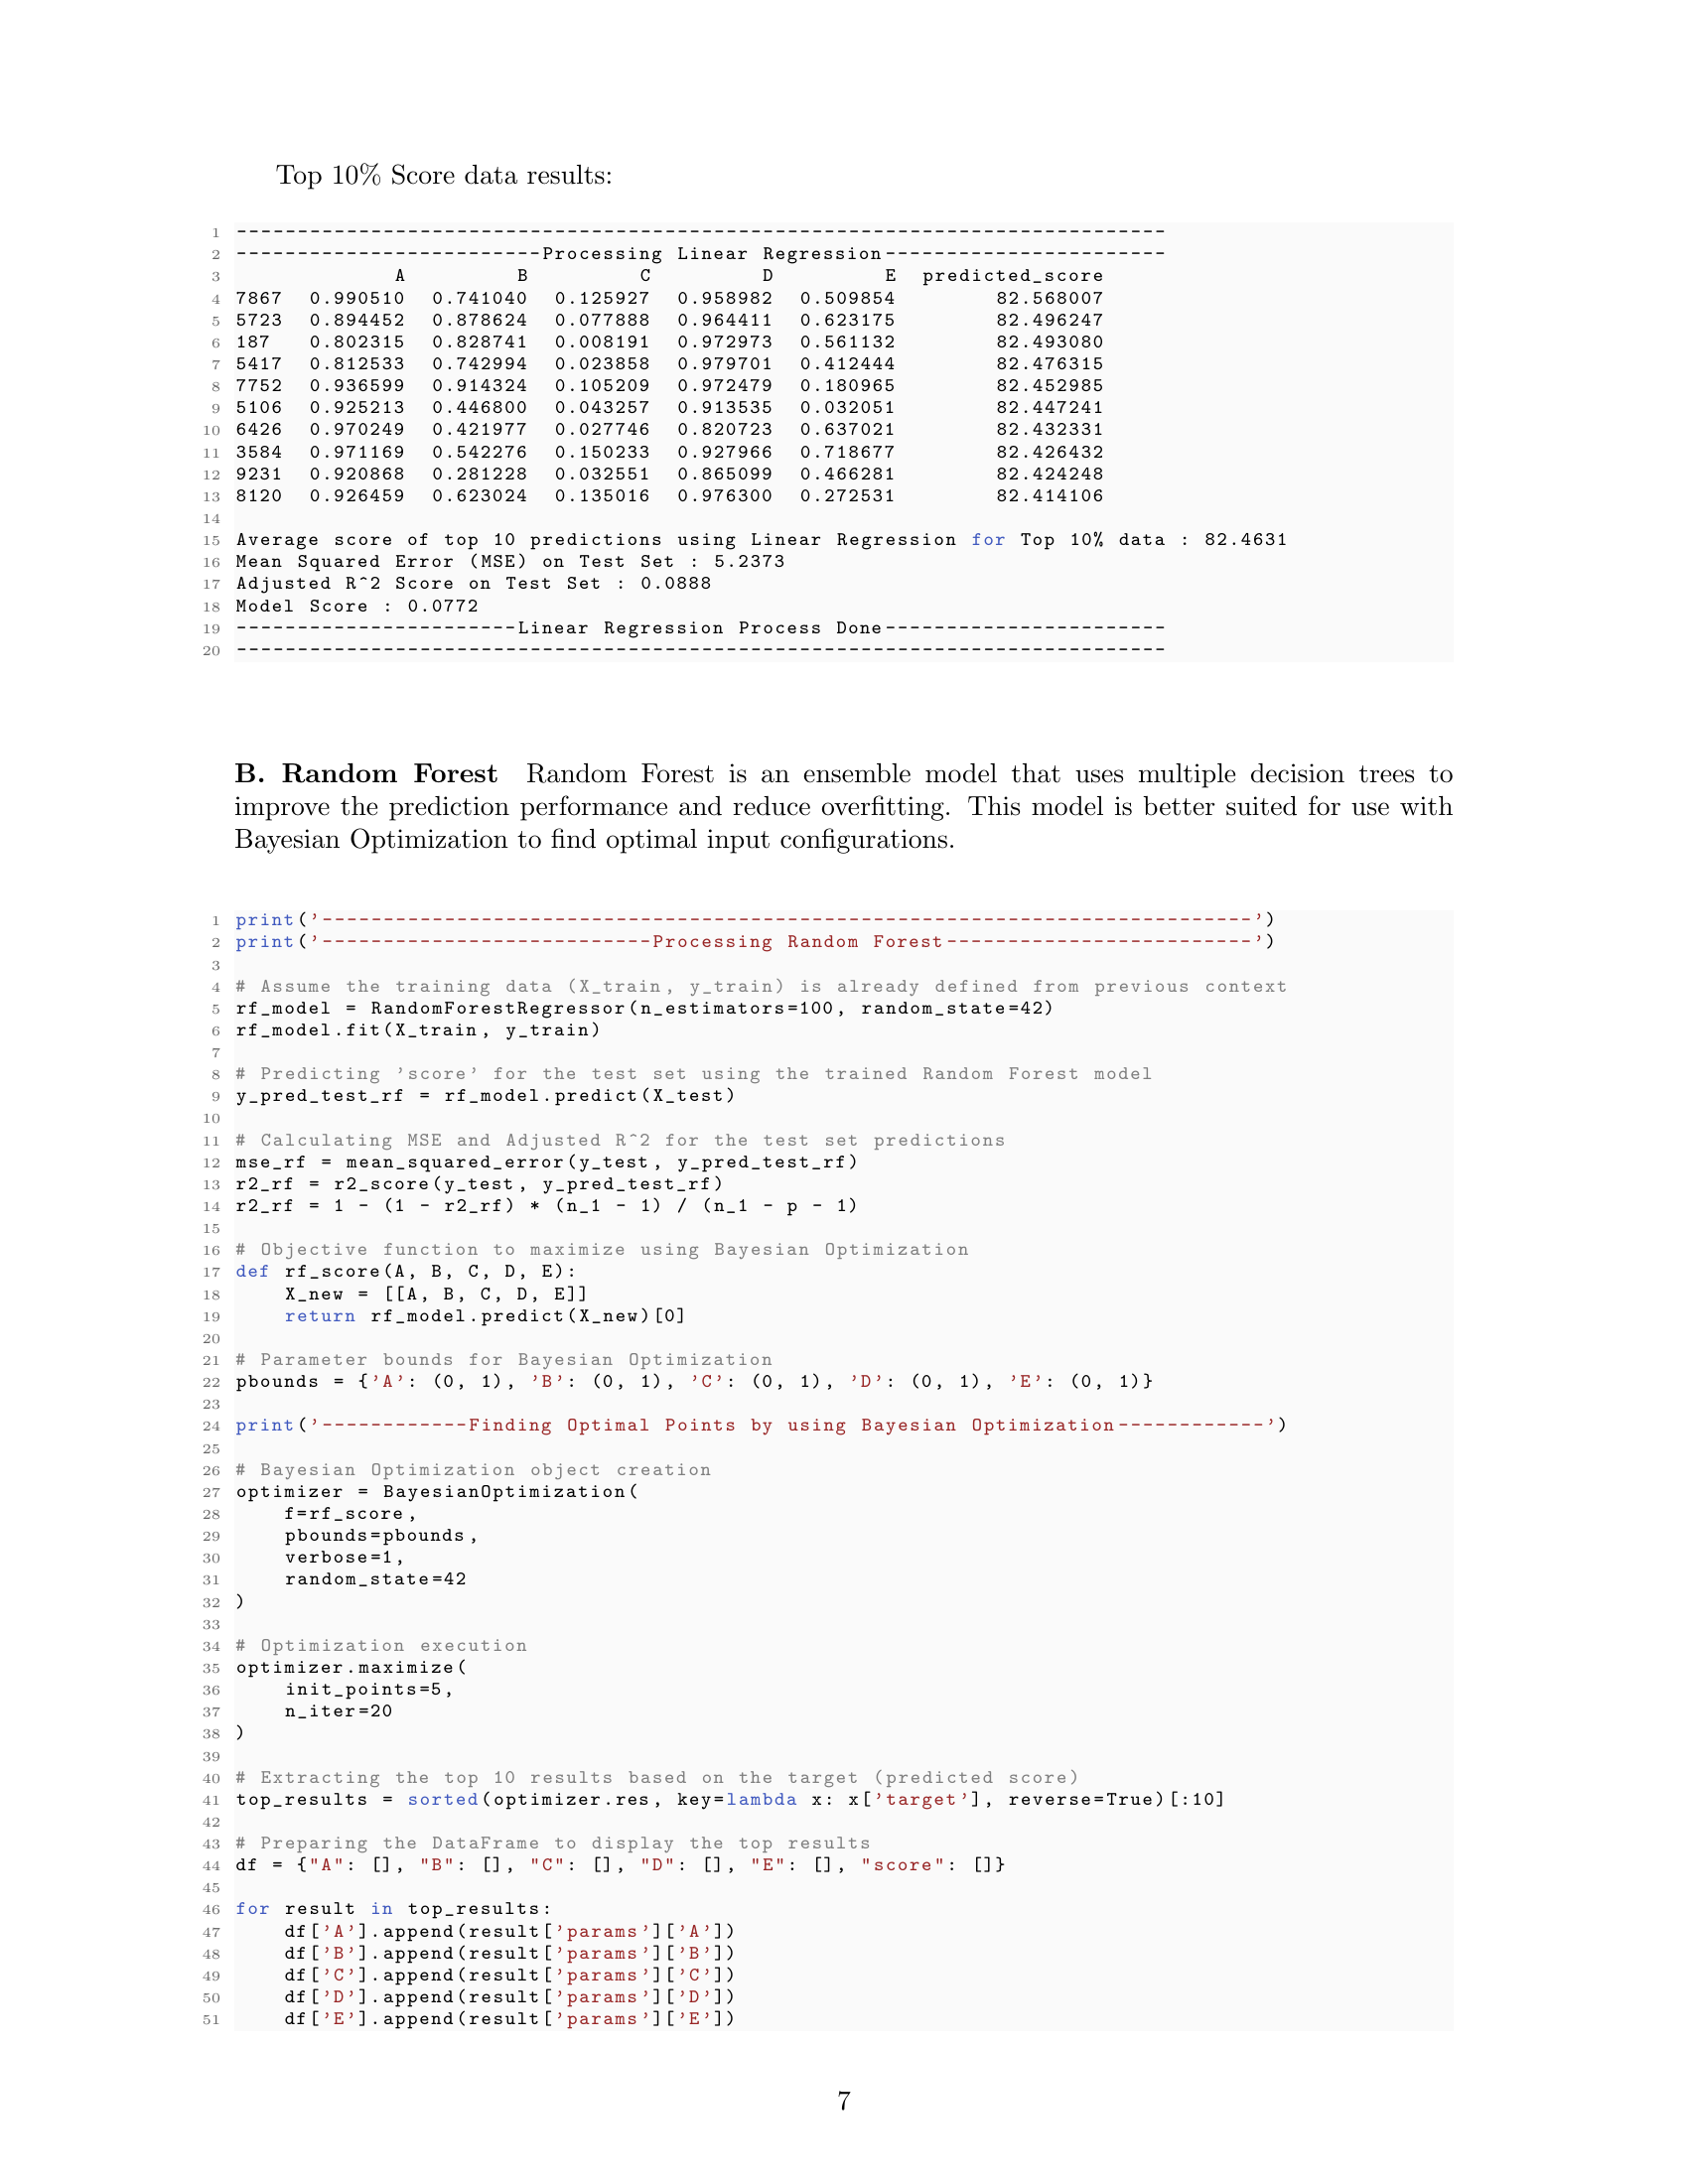 Top 10% Score data results:
1 ----------------------------------------------------------------------------
2 -------------------------Processing Linear Regression-----------------------
3 A B C D E predicted_score
4 7867 0.990510 0.741040 0.125927 0.958982 0.509854 82.568007
5 5723 0.894452 0.878624 0.077888 0.964411 0.623175 82.496247
6 187 0.802315 0.828741 0.008191 0.972973 0.561132 82.493080
7 5417 0.812533 0.742994 0.023858 0.979701 0.412444 82.476315
8 7752 0.936599 0.914324 0.105209 0.972479 0.180965 82.452985
9 5106 0.925213 0.446800 0.043257 0.913535 0.032051 82.447241
10 6426 0.970249 0.421977 0.027746 0.820723 0.637021 82.432331
11 3584 0.971169 0.542276 0.150233 0.927966 0.718677 82.426432
12 9231 0.920868 0.281228 0.032551 0.865099 0.466281 82.424248
13 8120 0.926459 0.623024 0.135016 0.976300 0.272531 82.414106
14
15 Average score of top 10 predictions using Linear Regression for Top 10% data : 82.4631
16 Mean Squared Error (MSE) on Test Set : 5.2373
17 Adjusted R^2 Score on Test Set : 0.0888
18 Model Score : 0.0772
19 -----------------------Linear Regression Process Done-----------------------
20 ----------------------------------------------------------------------------
B. Random Forest Random Forest is an ensemble model that uses multiple decision trees to
improve the prediction performance and reduce overfitting. This model is better suited for use with
Bayesian Optimization to find optimal input configurations.
1 print('----------------------------------------------------------------------------')
2 print('---------------------------Processing Random Forest-------------------------')
3
4 # Assume the training data (X_train, y_train) is already defined from previous context
5 rf_model = RandomForestRegressor(n_estimators=100, random_state=42)
6 rf_model.fit(X_train, y_train)
7
8 # Predicting 'score' for the test set using the trained Random Forest model
9 y_pred_test_rf = rf_model.predict(X_test)
10
11 # Calculating MSE and Adjusted R^2 for the test set predictions
12 mse_rf = mean_squared_error(y_test, y_pred_test_rf)
13 r2_rf = r2_score(y_test, y_pred_test_rf)
14 r2_rf = 1 - (1 - r2_rf) * (n_1 - 1) / (n_1 - p - 1)
15
16 # Objective function to maximize using Bayesian Optimization
17 def rf_score(A, B, C, D, E):
18     X_new = [[A, B, C, D, E]]
19     return rf_model.predict(X_new)[0]
20
21 # Parameter bounds for Bayesian Optimization
22 pbounds = {'A': (0, 1), 'B': (0, 1), 'C': (0, 1), 'D': (0, 1), 'E': (0, 1)}
23
24 print('------------Finding Optimal Points by using Bayesian Optimization------------')
25
26 # Bayesian Optimization object creation
27 optimizer = BayesianOptimization(
28     f=rf_score,
29     pbounds=pbounds,
30     verbose=1,
31     random_state=42
32 )
33
34 # Optimization execution
35 optimizer.maximize(
36     init_points=5,
37     n_iter=20
38 )
39
40 # Extracting the top 10 results based on the target (predicted score)
41 top_results = sorted(optimizer.res, key=lambda x: x['target'], reverse=True)[:10]
42
43 # Preparing the DataFrame to display the top results
44 df = {"A": [], "B": [], "C": [], "D": [], "E": [], "score": []}
45
46 for result in top_results:
47     df['A'].append(result['params']['A'])
48     df['B'].append(result['params']['B'])
49     df['C'].append(result['params']['C'])
50     df['D'].append(result['params']['D'])
51     df['E'].append(result['params']['E'])
7